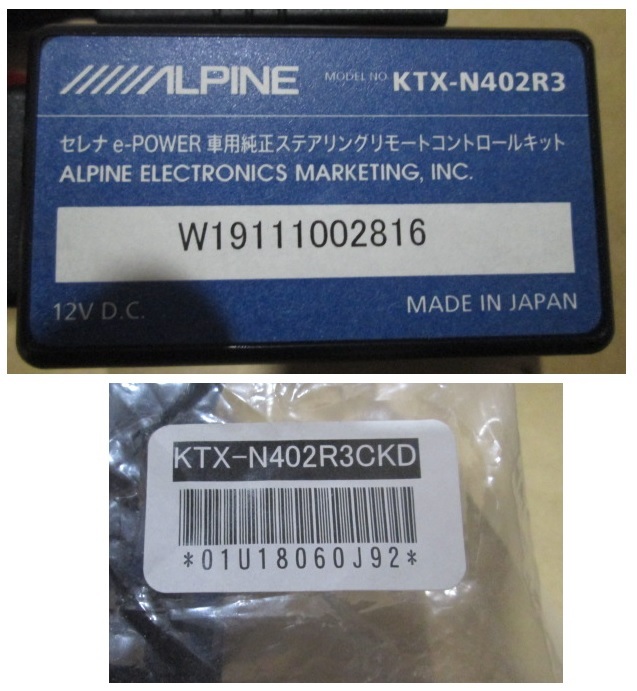 ALPINE MODEL NO. KTX-N402R3
セレナ e-POWER 車用純正ステアリングリモートコントロールキット
ALPINE ELECTRONICS MARKETING, INC.
W19111002816
12V D.C. MADE IN JAPAN
KTX-N402R3CKD
*01U18060J92*